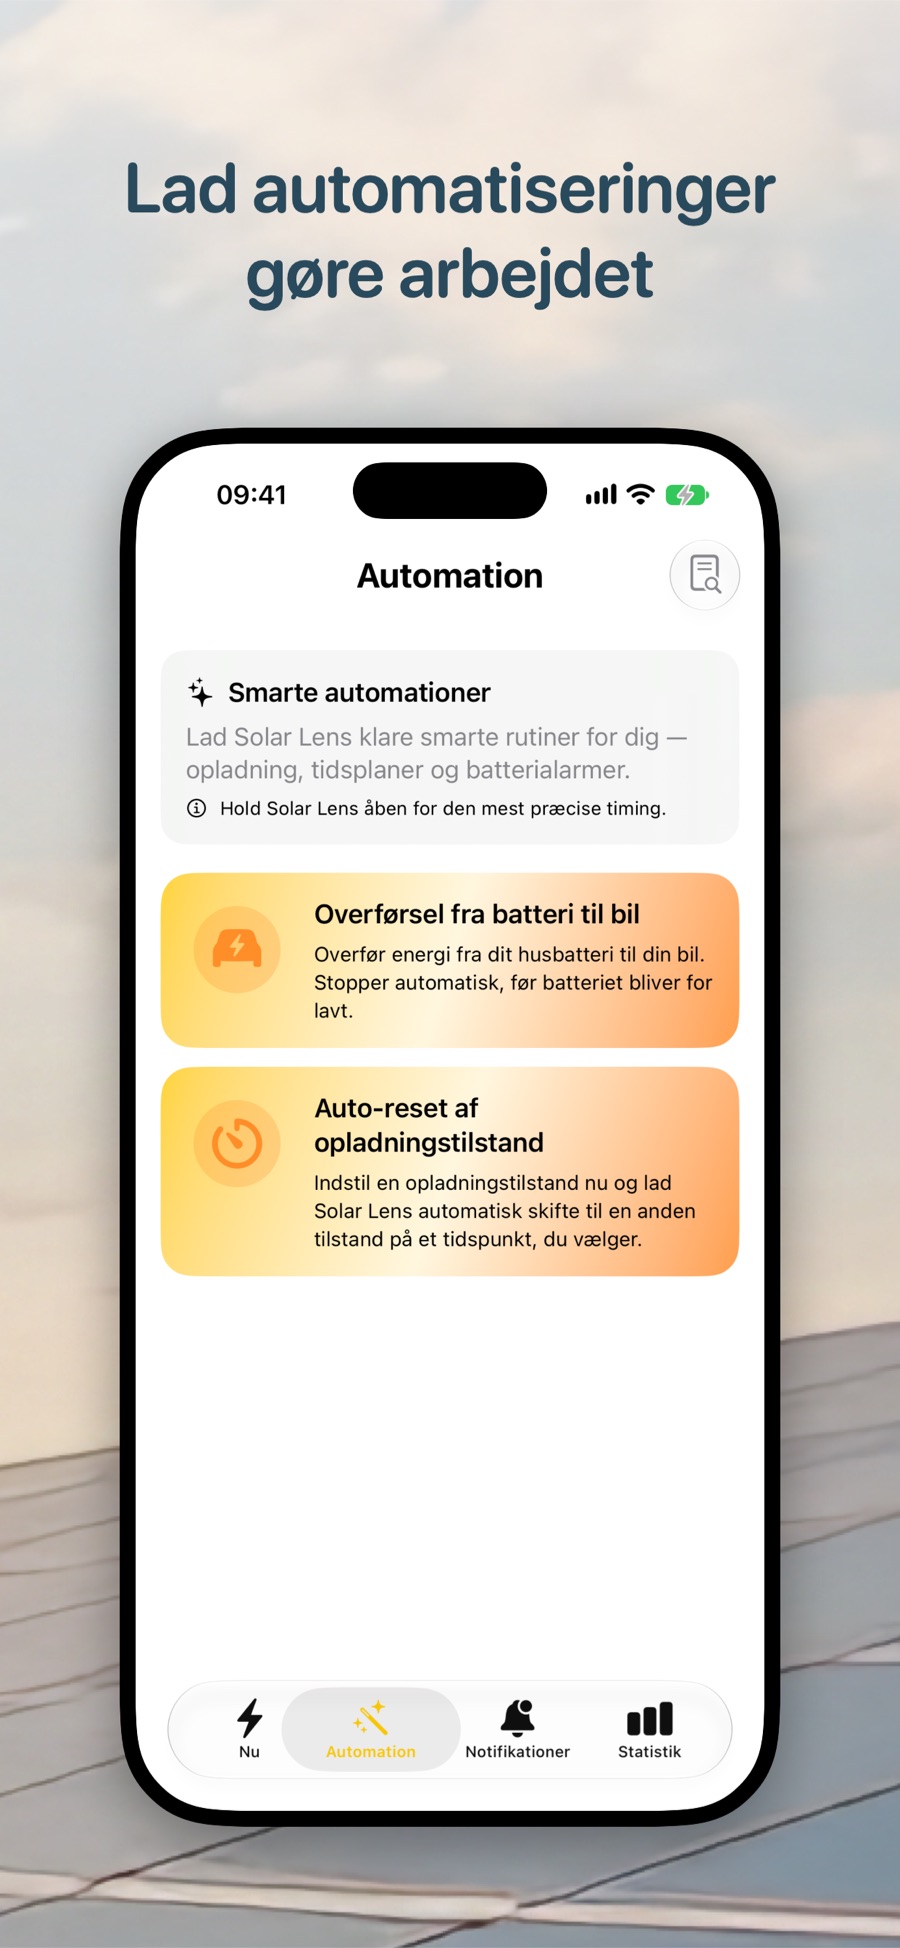 Lad automatiseringer
gøre arbejdet
09:41
Automation
Smarte automationer
Lad Solar Lens klare smarte rutiner for dig —
opladning, tidsplaner og batterialarmer.
Hold Solar Lens åben for den mest præcise timing.
Overførsel fra batteri til bil
Overfør energi fra dit husbatteri til din bil.
Stopper automatisk, før batteriet bliver for
lavt.
Auto-reset af
opladningstilstand
Indstil en opladningstilstand nu og lad
Solar Lens automatisk skifte til en anden
tilstand på et tidspunkt, du vælger.
Nu
Automation
Notifikationer
Statistik